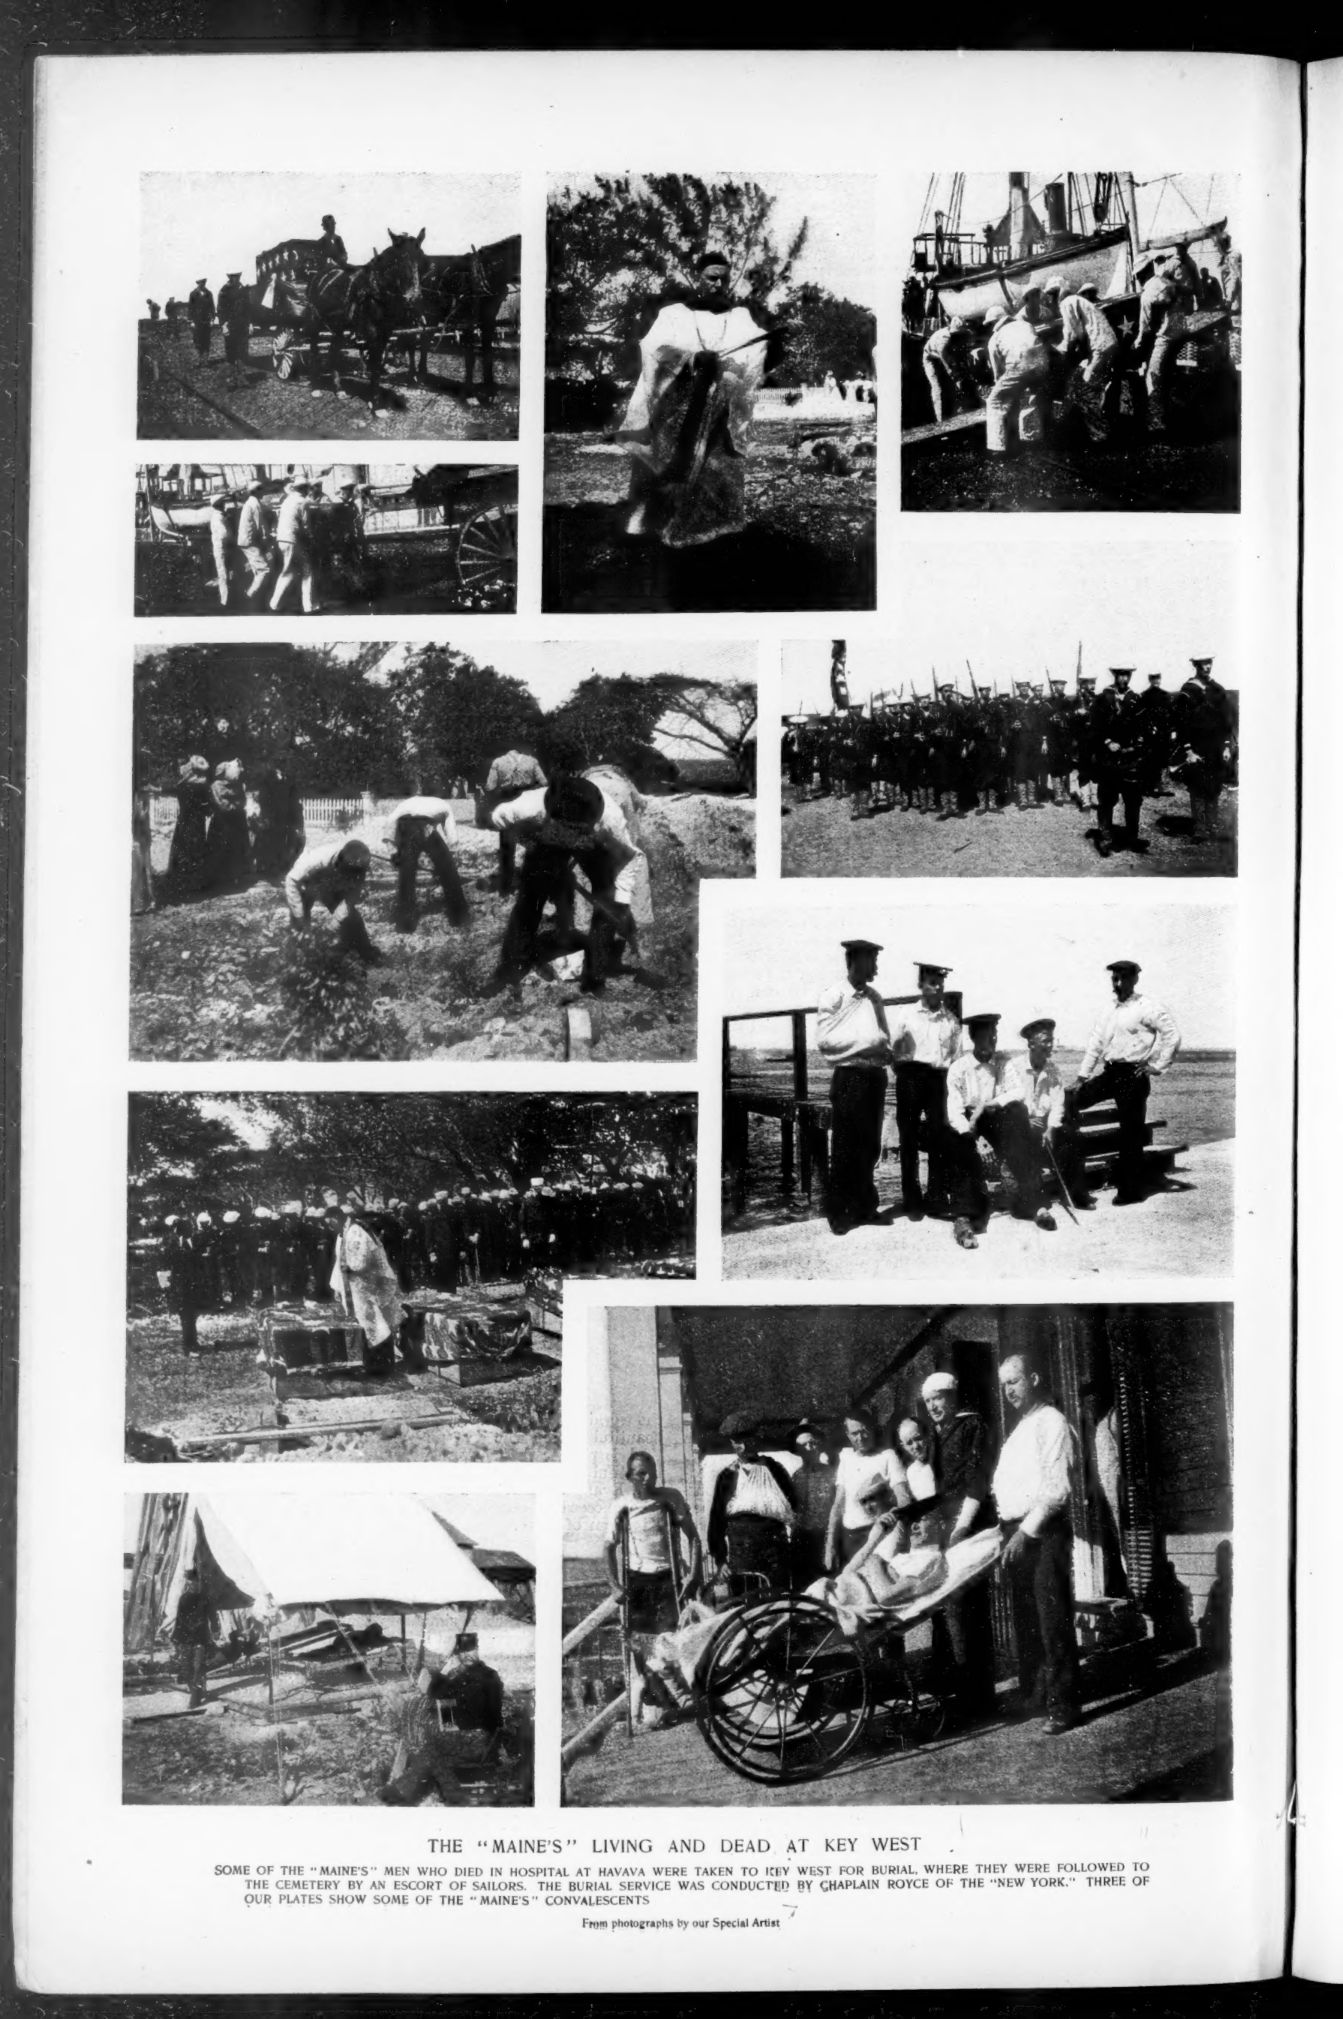 THE "MAINE'S" LIVING AND DEAD AT KEY WEST
SOME OF THE "MAINE'S" MEN WHO DIED IN HOSPITAL AT HAVAVA WERE TAKEN TO KEY WEST FOR BURIAL, WHERE THEY WERE FOLLOWED TO
THE CEMETERY BY AN ESCORT OF SAILORS. THE BURIAL SERVICE WAS CONDUCTED BY CHAPLAIN ROYCE OF THE "NEW YORK." THREE OF
OUR PLATES SHOW SOME OF THE "MAINE'S" CONVALESCENTS
From photographs by our Special Artist